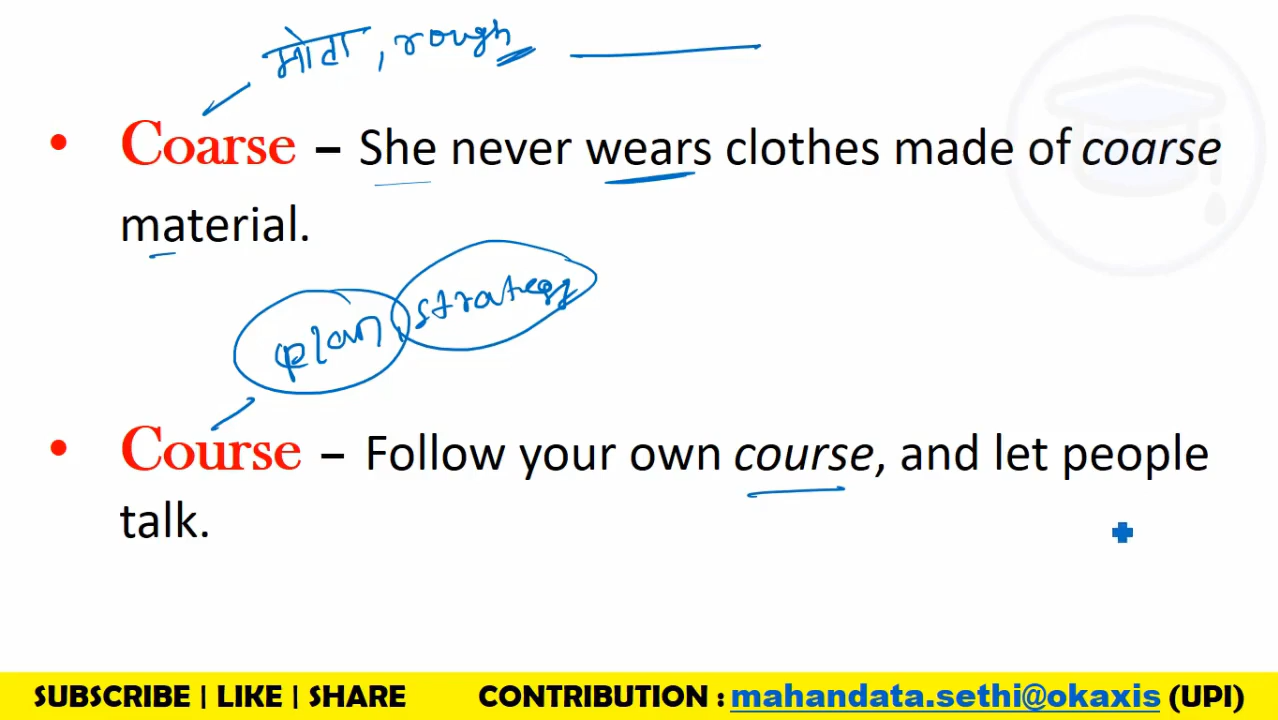 मोटा, rough
• Coarse – She never wears clothes made of coarse
material.
plan, strategy
• Course – Follow your own course, and let people
talk.
SUBSCRIBE | LIKE | SHARE CONTRIBUTION : mahandata.sethi@okaxis (UPI)